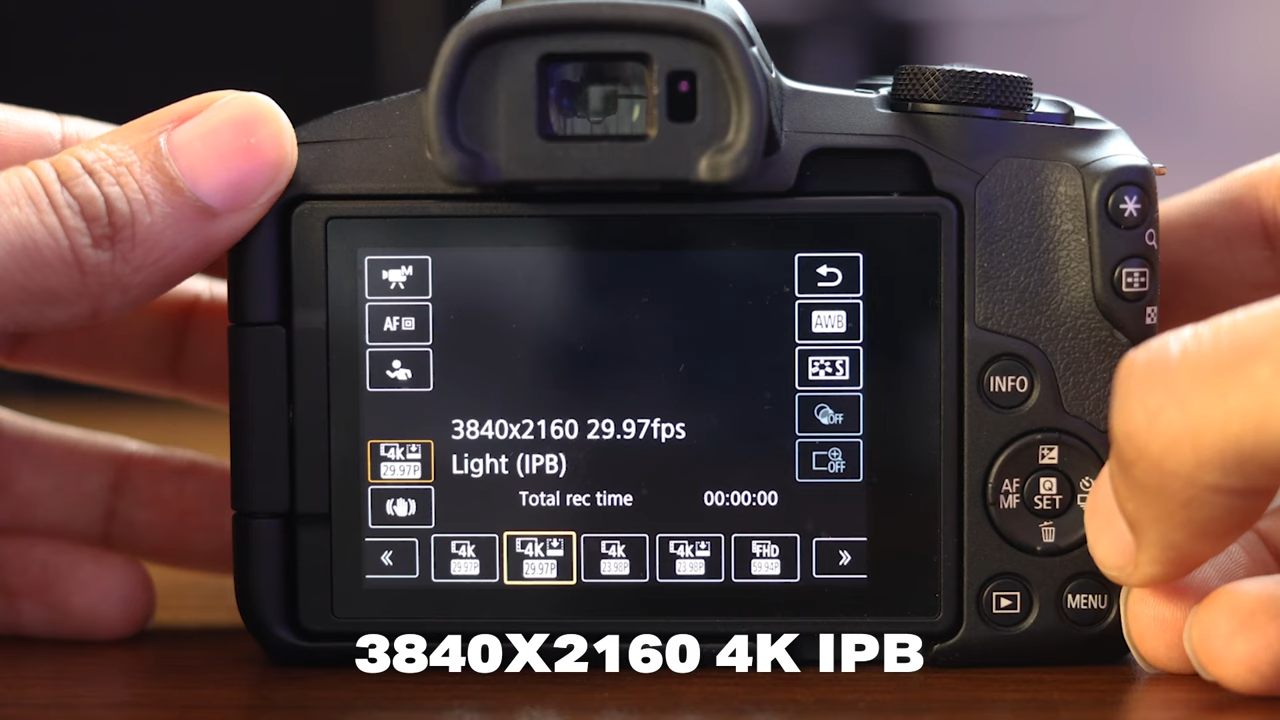 M
AF
29.97P
4K
3840x2160 29.97fps
Light (IPB)
Total rec time 00:00:00
AWB
S
OFF
OFF
« 4K 29.97P 4K 29.97P 4K 23.98P 4K 23.98P FHD 59.94P »
INFO
AF
MF
Q
SET
MENU
3840X2160 4K IPB